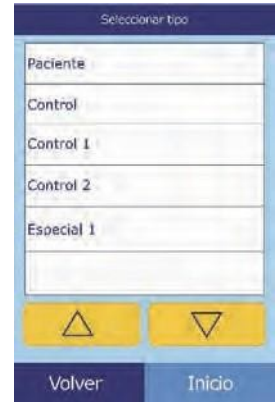 Seleccionar tipo
Paciente
Control
Control 1
Control 2
Especial 1
Volver Inicio